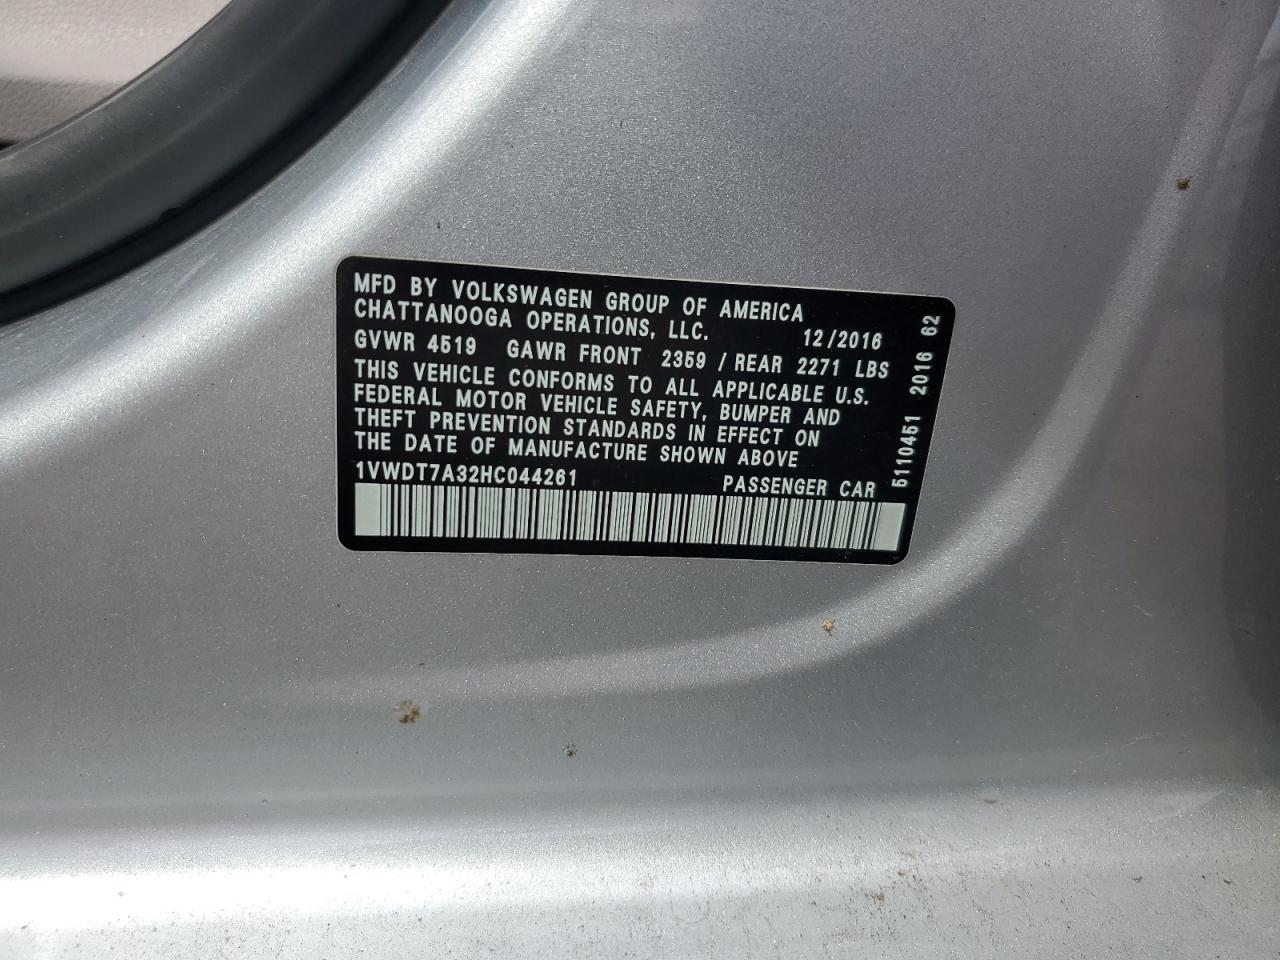 MFD BY VOLKSWAGEN GROUP OF AMERICA
CHATTANOOGA OPERATIONS, LLC. 12/2016
GVWR 4519 GAWR FRONT 2359 / REAR 2271 LBS
THIS VEHICLE CONFORMS TO ALL APPLICABLE U.S.
FEDERAL MOTOR VEHICLE SAFETY, BUMPER AND
THEFT PREVENTION STANDARDS IN EFFECT ON
THE DATE OF MANUFACTURE SHOWN ABOVE
1VWDT7A32HC044261 PASSENGER CAR
5110451 2016 62